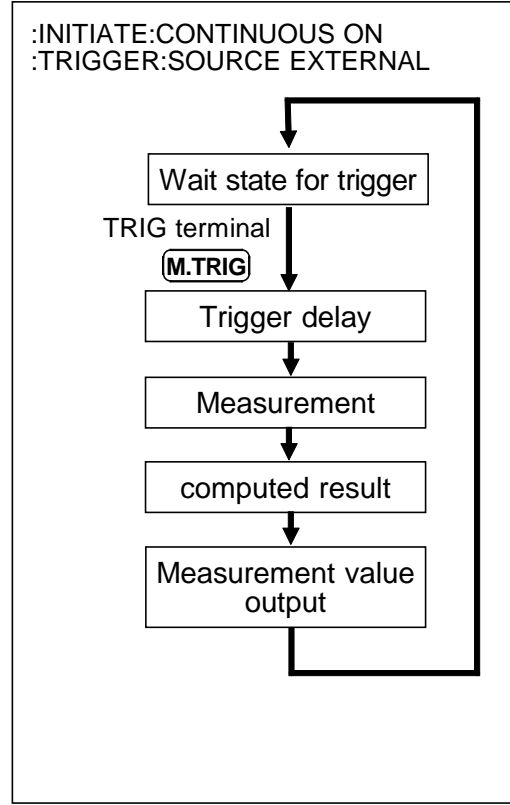 :INITIATE:CONTINUOUS ON
:TRIGGER:SOURCE EXTERNAL
Wait state for trigger
TRIG terminal
M.TRIG
Trigger delay
Measurement
computed result
Measurement value
output